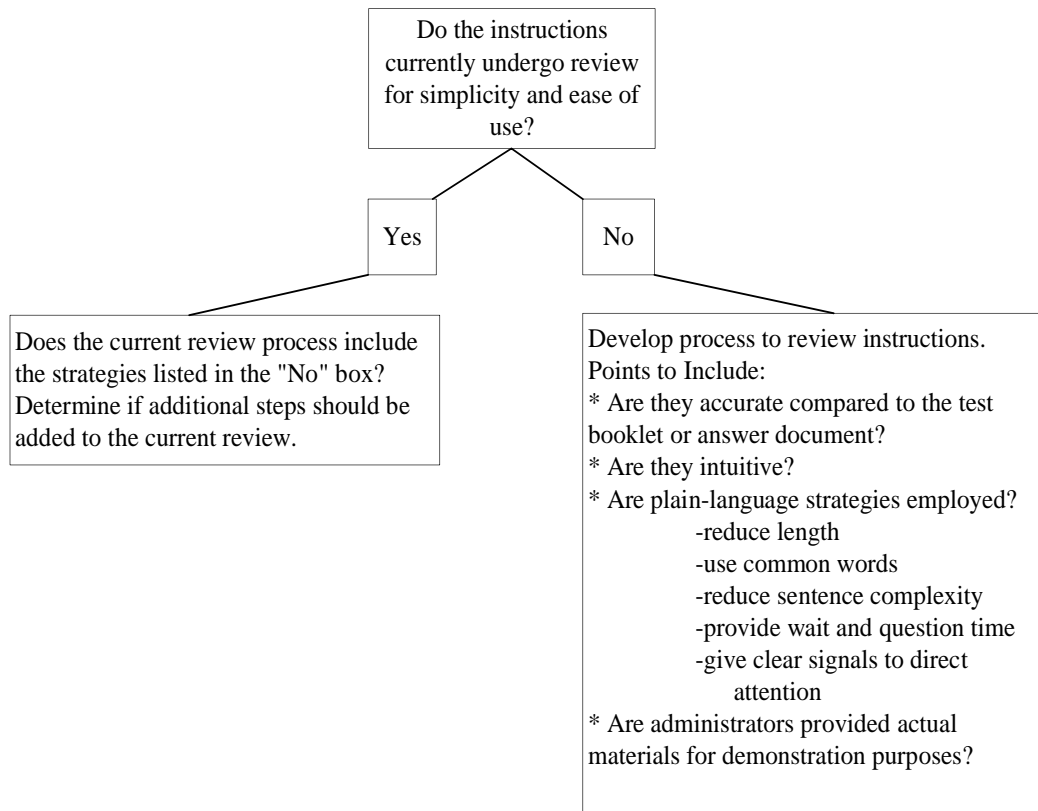 Do the instructions
currently undergo review
for simplicity and ease of
use?
Yes
No
Does the current review process include
the strategies listed in the "No" box?
Determine if additional steps should be
added to the current review.
Develop process to review instructions.
Points to Include:
* Are they accurate compared to the test
booklet or answer document?
* Are they intuitive?
* Are plain-language strategies employed?
-reduce length
-use common words
-reduce sentence complexity
-provide wait and question time
-give clear signals to direct
attention
* Are administrators provided actual
materials for demonstration purposes?